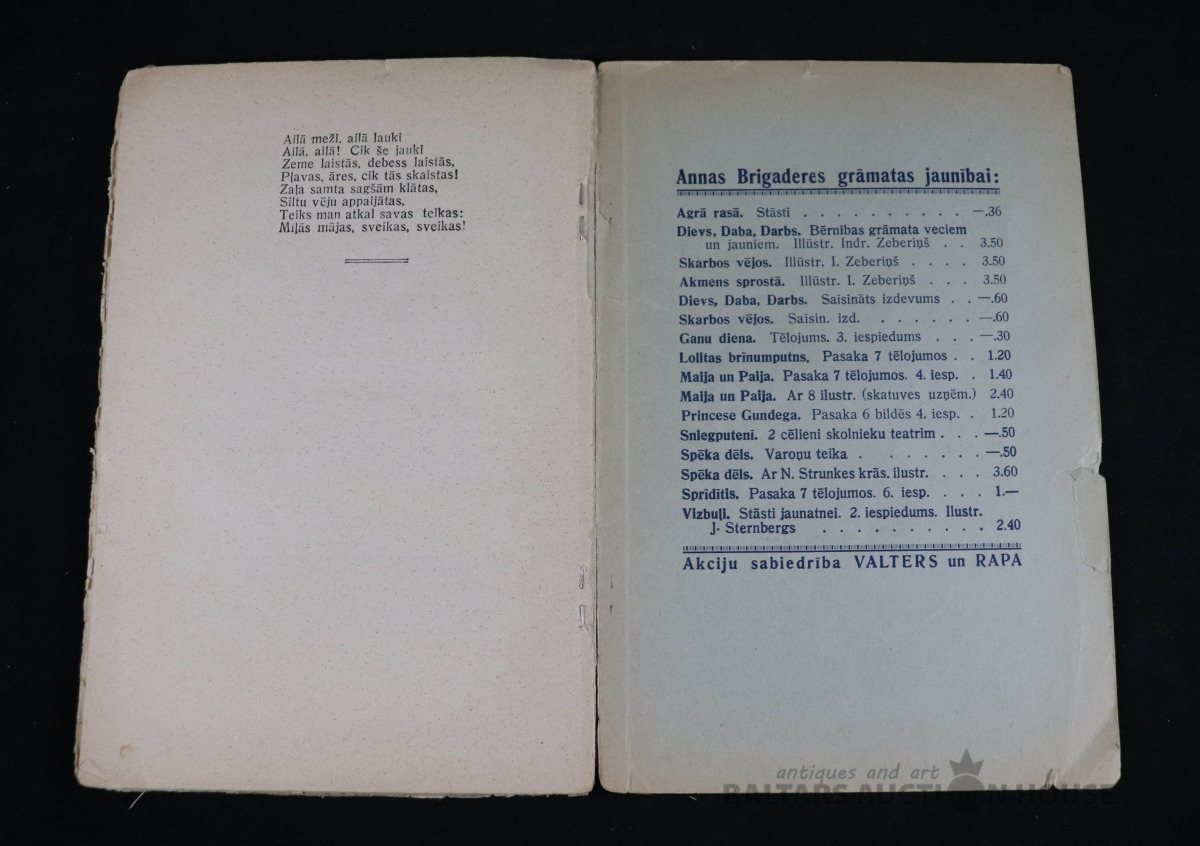 Ailā meži, ailā lauki
Ailā, ailā! Cik še jauki
Zeme laistās, debess laistās,
Pļavas, āres, cik tās skaistas!
Zaļa samta sagšām klātas,
Siltu vēju appaijātas,
Teiks man atkal savas teikas:
Miļās mājas, sveikas, sveikas!
Annas Brigaderes grāmatas jaunībai:
Agrā rasā. Stāsti . . . . . . . . . . —.36
Dievs, Daba, Darbs. Bērnības grāmata veciem
un jauniem. Illūstr. Indr. Zeberiņš . . 3.50
Skarbos vējos. Illūstr. I. Zeberiņš . . . . 3.50
Akmens sprostā. Illūstr. I. Zeberiņš . . . 3.50
Dievs, Daba, Darbs. Saīsināts izdevums . . —.60
Skarbos vējos. Saīsin. izd. . . . . . . —.60
Ganu diena. Tēlojums. 3. iespiedums . . . —.30
Lolitas brīnumputns. Pasaka 7 tēlojumos . . 1.20
Maija un Paija. Pasaka 7 tēlojumos. 4. iesp. . 1.40
Maija un Paija. Ar 8 ilustr. (skatuves uzņēm.) 2.40
Princese Gundega. Pasaka 6 bildēs 4. iesp. . 1.20
Sniegputenī. 2 cēlieni skolnieku teatrim . . . —.50
Spēka dēls. Varoņu teika . . . . . . . —.50
Spēka dēls. Ar N. Strunkes krās. ilustr. . . . 3.60
Sprīdītis. Pasaka 7 tēlojumos. 6. iesp. . . . 1.—
Vizbuļi. Stāsti jaunatnei. 2. iespiedums. Ilustr.
J. Sternbergs . . . . . . . . . . 2.40
Akciju sabiedrība VALTERS un RAPA
antiques and art
BALTARS AUCTION HOUSE